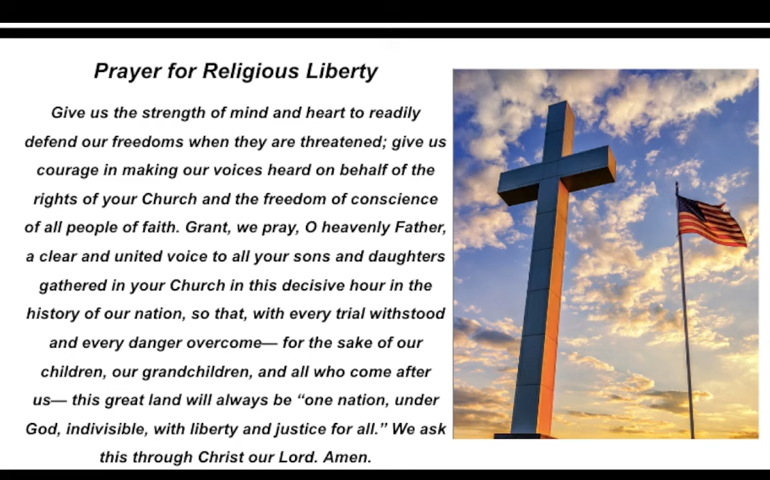 Prayer for Religious Liberty
Give us the strength of mind and heart to readily
defend our freedoms when they are threatened; give us
courage in making our voices heard on behalf of the
rights of your Church and the freedom of conscience
of all people of faith. Grant, we pray, O heavenly Father,
a clear and united voice to all your sons and daughters
gathered in your Church in this decisive hour in the
history of our nation, so that, with every trial withstood
and every danger overcome— for the sake of our
children, our grandchildren, and all who come after
us— this great land will always be “one nation, under
God, indivisible, with liberty and justice for all.” We ask
this through Christ our Lord. Amen.